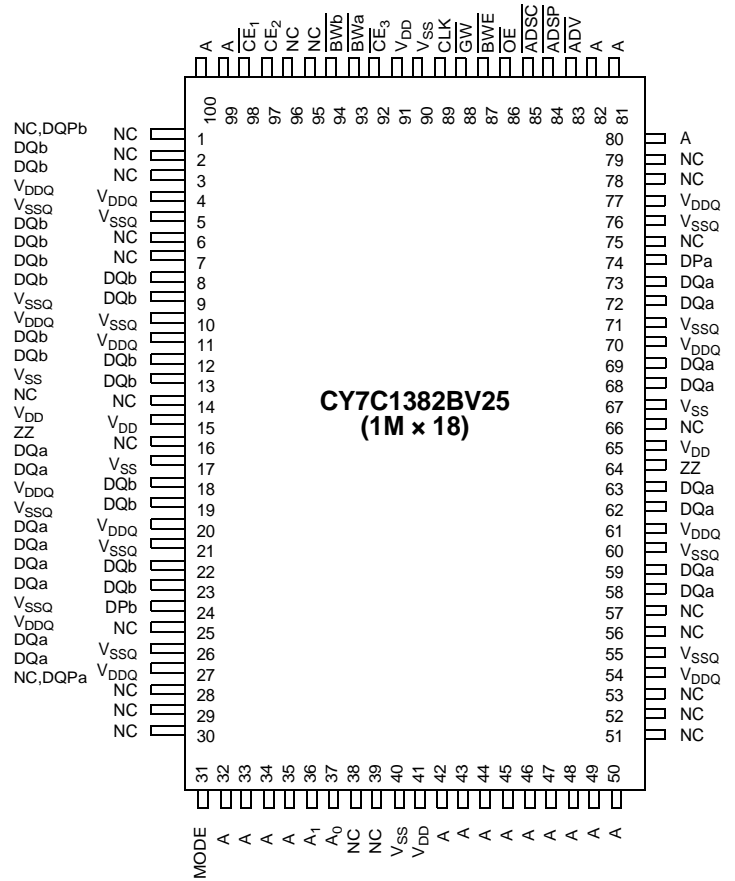 A
A
CE1
CE2
NC
NC
BWb
BWa
CE3
VDD
VSS
CLK
GW
BWE
OE
ADSC
ADSP
ADV
A
A
100
99
98
97
96
95
94
93
92
91
90
89
88
87
86
85
84
83
82
81
NC,DQPb
DQb
DQb
VDDQ
VSSQ
DQb
DQb
DQb
DQb
VSSQ
VDDQ
DQb
DQb
VSS
NC
VDD
ZZ
DQa
DQa
VDDQ
VSSQ
DQa
DQa
DQa
DQa
VSSQ
VDDQ
DQa
DQa
NC,DQPa
NC 1
NC 2
NC 3
VDDQ 4
VSSQ 5
NC 6
NC 7
DQb 8
DQb 9
VSSQ 10
VDDQ 11
DQb 12
DQb 13
NC 14
VDD 15
NC 16
VSS 17
DQb 18
DQb 19
VDDQ 20
VSSQ 21
DQb 22
DQb 23
DPb 24
NC 25
VSSQ 26
VDDQ 27
NC 28
NC 29
NC 30
CY7C1382BV25
(1M × 18)
80 A
79 NC
78 NC
77 VDDQ
76 VSSQ
75 NC
74 DPa
73 DQa
72 DQa
71 VSSQ
70 VDDQ
69 DQa
68 DQa
67 VSS
66 NC
65 VDD
64 ZZ
63 DQa
62 DQa
61 VDDQ
60 VSSQ
59 DQa
58 DQa
57 NC
56 NC
55 VSSQ
54 VDDQ
53 NC
52 NC
51 NC
31
32
33
34
35
36
37
38
39
40
41
42
43
44
45
46
47
48
49
50
MODE
A
A
A
A
A1
A0
NC
NC
VSS
VDD
A
A
A
A
A
A
A
A
A